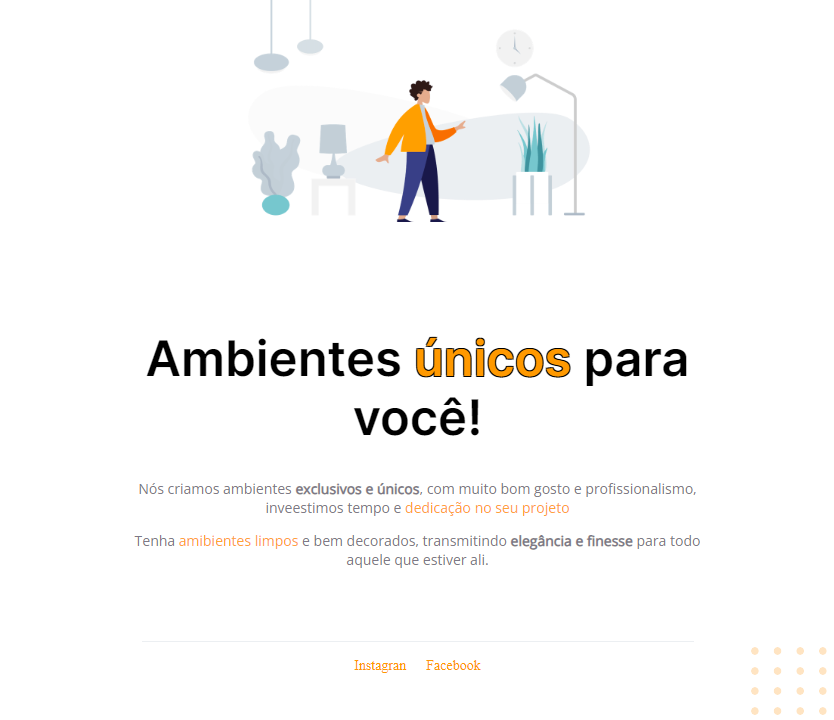 Ambientes únicos para
você!
Nós criamos ambientes exclusivos e únicos, com muito bom gosto e profissionalismo,
inveestimos tempo e dedicação no seu projeto
Tenha amibientes limpos e bem decorados, transmitindo elegância e finesse para todo
aquele que estiver ali.
Instagran Facebook